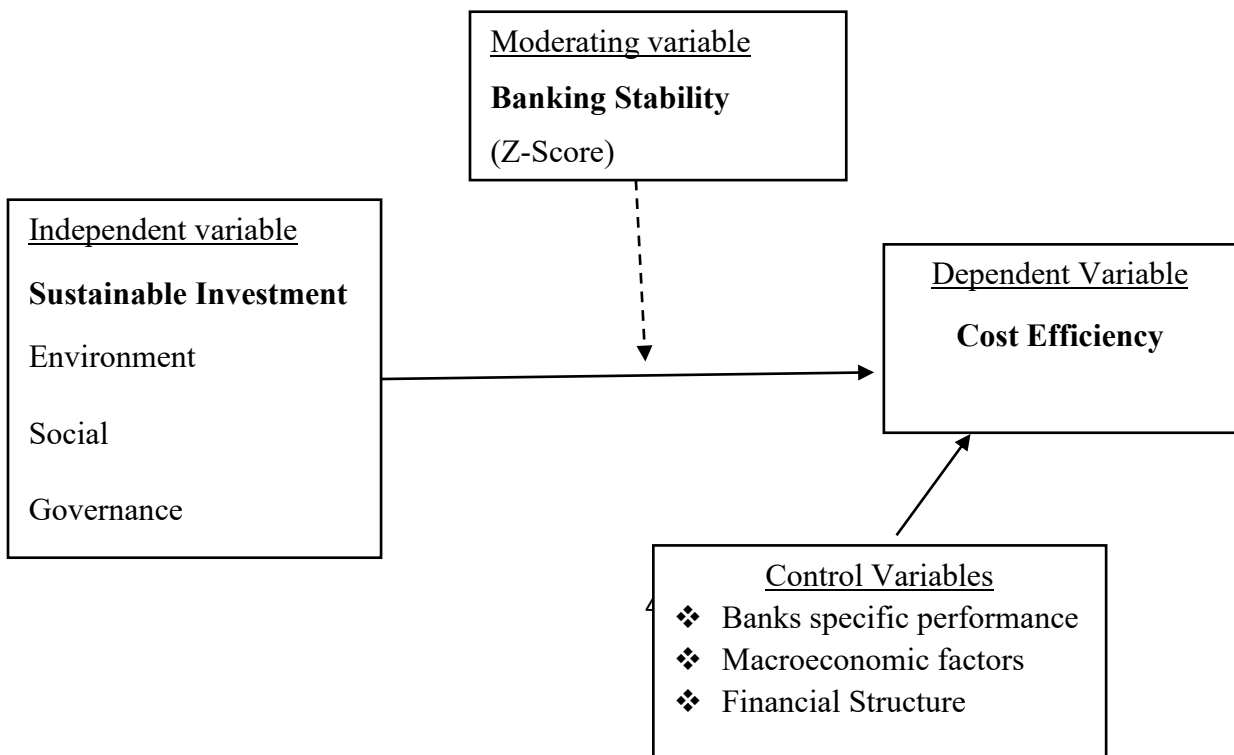 Moderating variable
Banking Stability
(Z-Score)
Independent variable
Sustainable Investment
Environment
Social
Governance
Dependent Variable
Cost Efficiency
Control Variables
❖ Banks specific performance
❖ Macroeconomic factors
❖ Financial Structure